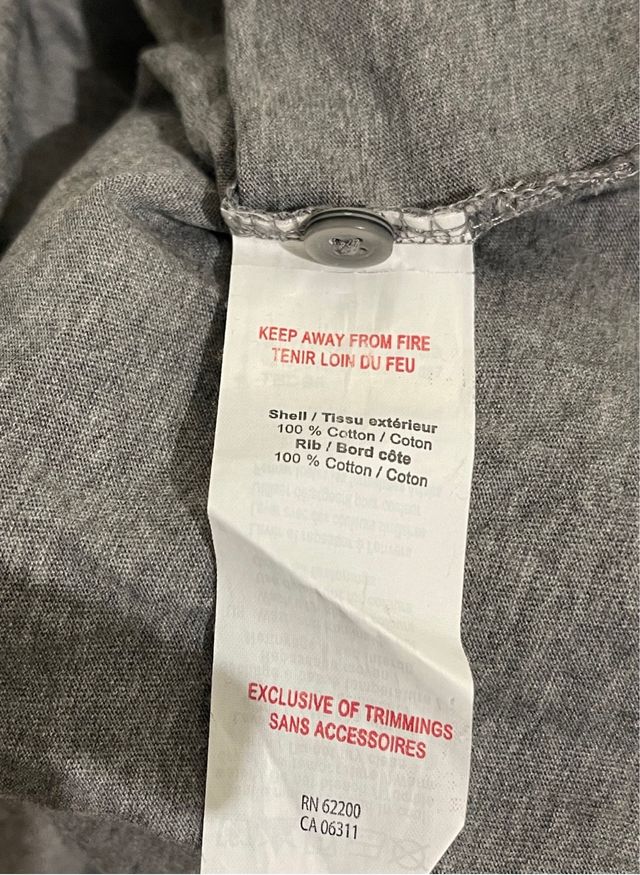 KEEP AWAY FROM FIRE
TENIR LOIN DU FEU
Shell / Tissu extérieur
100 % Cotton / Coton
Rib / Bord côte
100 % Cotton / Coton
EXCLUSIVE OF TRIMMINGS
SANS ACCESSOIRES
RN 62200
CA 06311